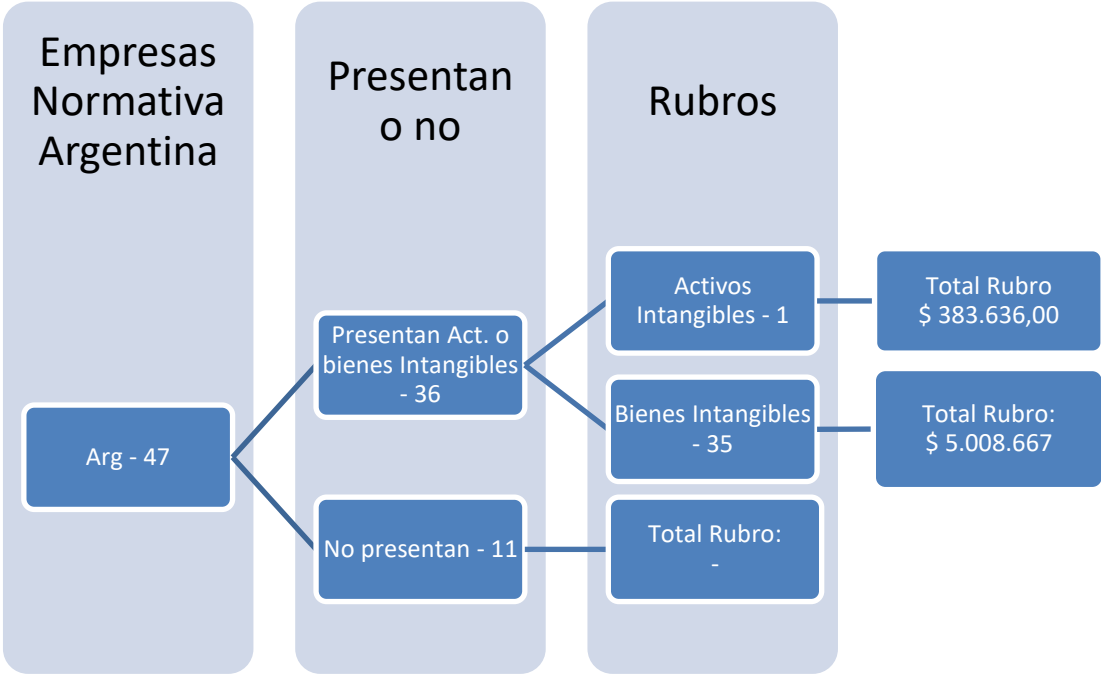 Empresas
Normativa
Argentina
Presentan
o no
Rubros
Arg - 47
Presentan Act. o
bienes Intangibles
- 36
No presentan - 11
Activos
Intangibles - 1
Bienes Intangibles
- 35
Total Rubro:
-
Total Rubro
$ 383.636,00
Total Rubro:
$ 5.008.667